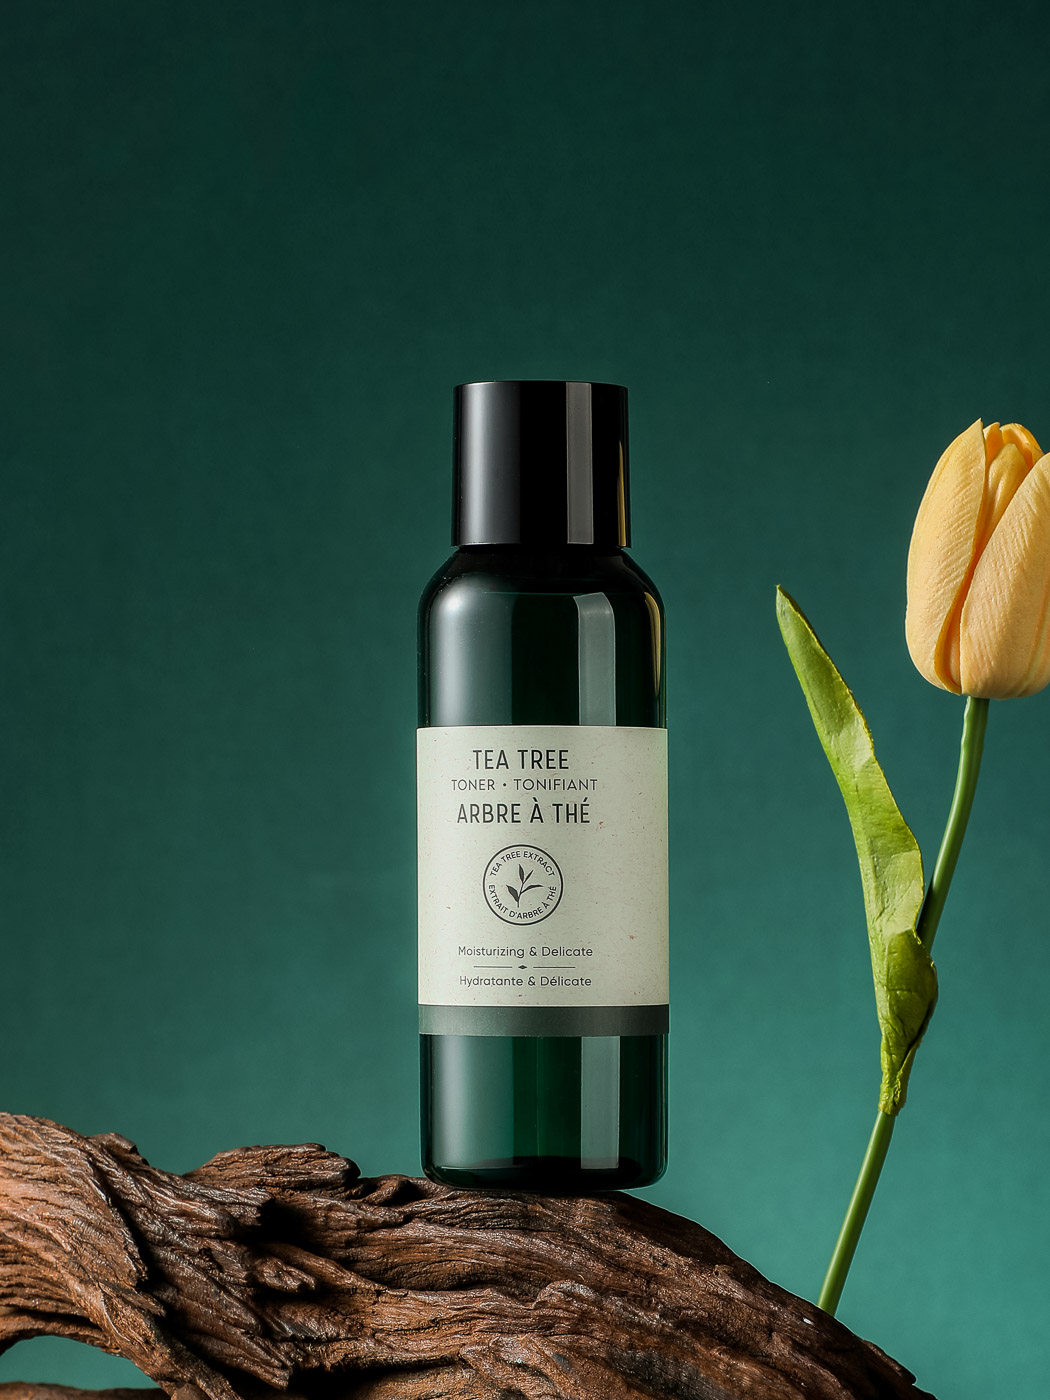 TEA TREE
TONER • TONIFIANT
ARBRE À THÉ
TEA TREE EXTRACT
EXTRAIT D'ARBRE À THÉ
Moisturizing & Delicate
Hydratante & Délicate